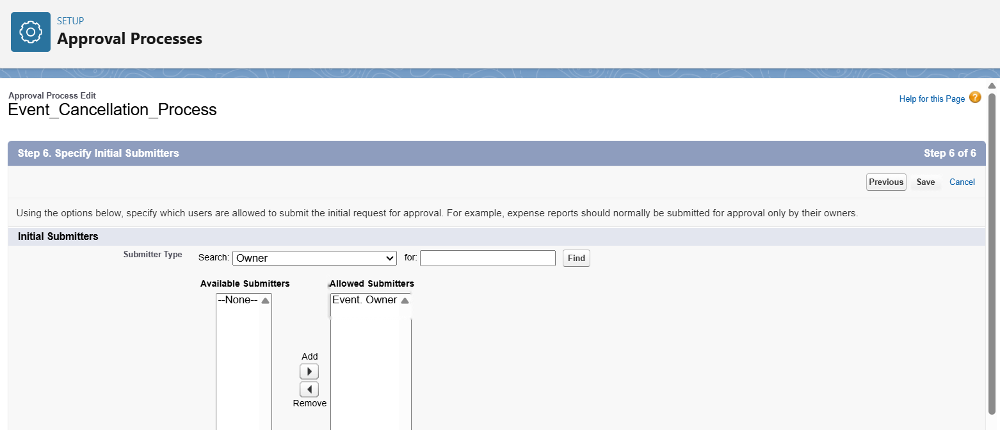 SETUP
Approval Processes
Approval Process Edit
Event_Cancellation_Process
Help for this Page ?
Step 6. Specify Initial Submitters Step 6 of 6
Previous Save Cancel
Using the options below, specify which users are allowed to submit the initial request for approval. For example, expense reports should normally be submitted for approval only by their owners.
Initial Submitters
Submitter Type Search: Owner for: Find
Available Submitters Allowed Submitters
--None-- Event. Owner
Add
Remove